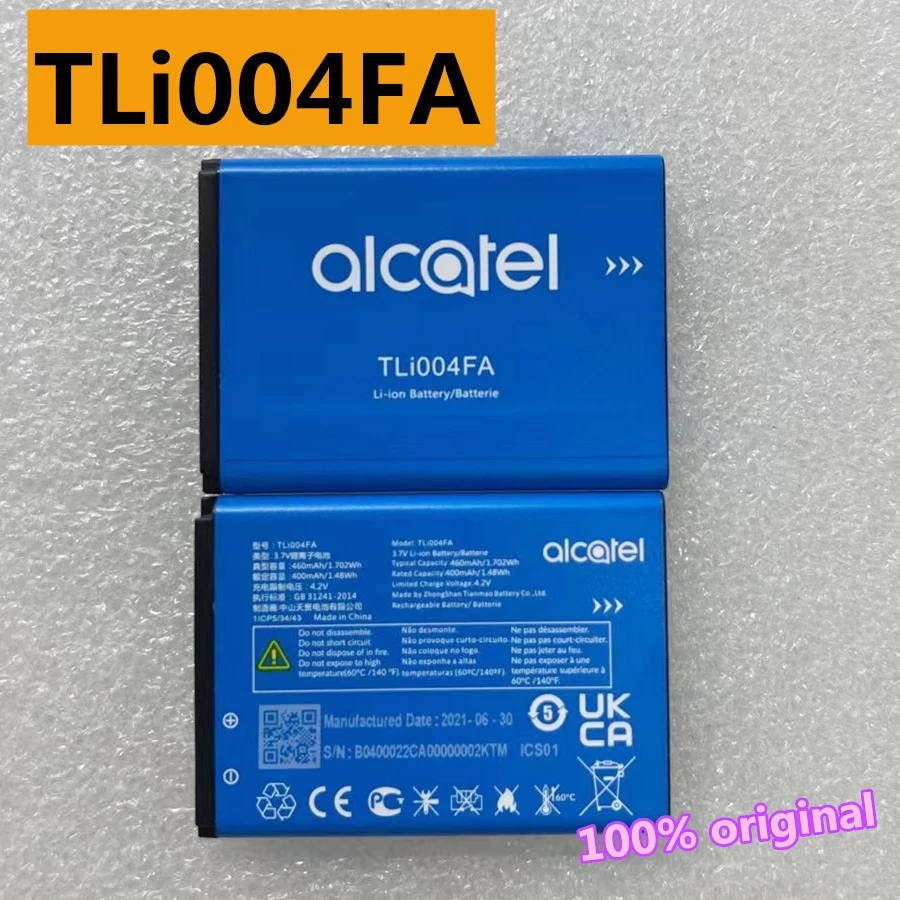 TLi004FA
alcatel
TLi004FA
Li-ion Battery/Batterie
型号: TLi004FA
类型: 3.7V锂离子电池
典型容量: 460mAh/1.702Wh
额定容量: 400mAh/1.48Wh
充电限制电压: 4.2V
执行标准: GB 31241-2014
制造商: 中山天贸电池有限公司
1ICP5/34/43 Made in China
Model: TLi004FA
3.7V Li-ion Battery/Batterie
Typical Capacity: 460mAh/1.702Wh
Rated Capacity: 400mAh/1.48Wh
Limited Charge Voltage: 4.2V
Made by ZhongShan Tianmao Battery Co.,Ltd.
Rechargeable Battery/ Battery
alcatel
Do not disassemble.
Do not short circuit.
Do not dispose of in fire.
Do not expose to high
temperature(60°C /140 °F).
Não desmonte.
Não provoque curto-circuito.
Não coloque no fogo.
Não exponha a altas
temperaturas (60°C/140°F).
Ne pas désassembler.
Ne pas court-circuiter.
Ne pas jeter au feu.
Ne pas exposer à une température supérieure à
60°C /140°F.
Manufactured Date : 2021- 06 - 30
S/N: B0400022CA00000002KTM ICS01
5
UK
CA
CE
60°C
100% original